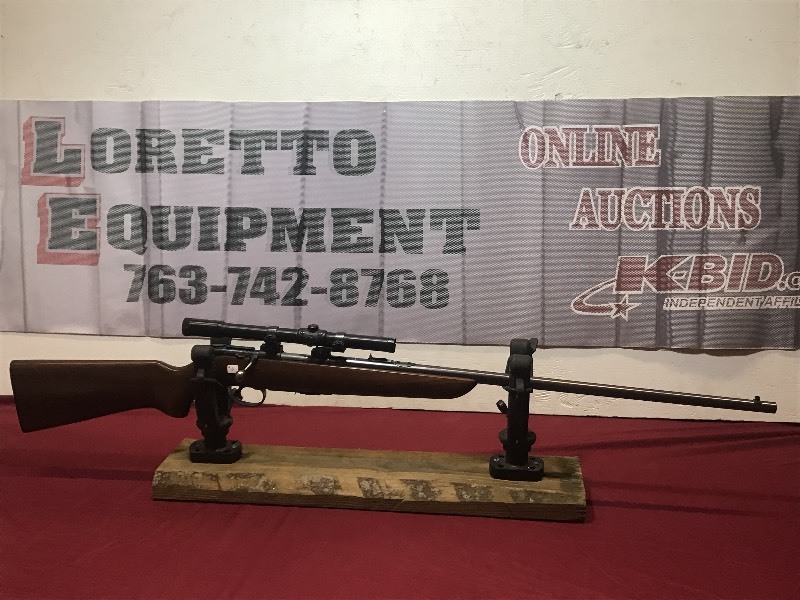 LORETTO
EQUIPMENT
763-742-8768
ONLINE
AUCTIONS
K-BID.c
INDEPENDENT AFFIL